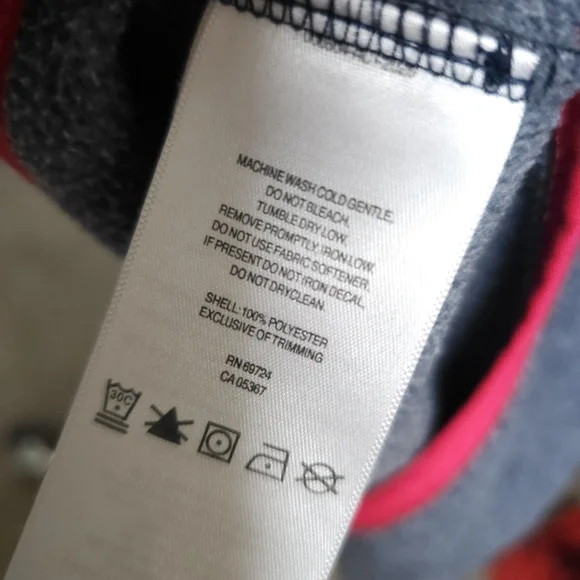 MACHINE WASH COLD GENTLE.
DO NOT BLEACH.
TUMBLE DRY LOW.
REMOVE PROMPTLY. IRON LOW.
DO NOT USE FABRIC SOFTENER.
IF PRESENT DO NOT IRON DECAL.
DO NOT DRYCLEAN.
SHELL: 100% POLYESTER
EXCLUSIVE OF TRIMMING
RN 69724
CA 05367
30C